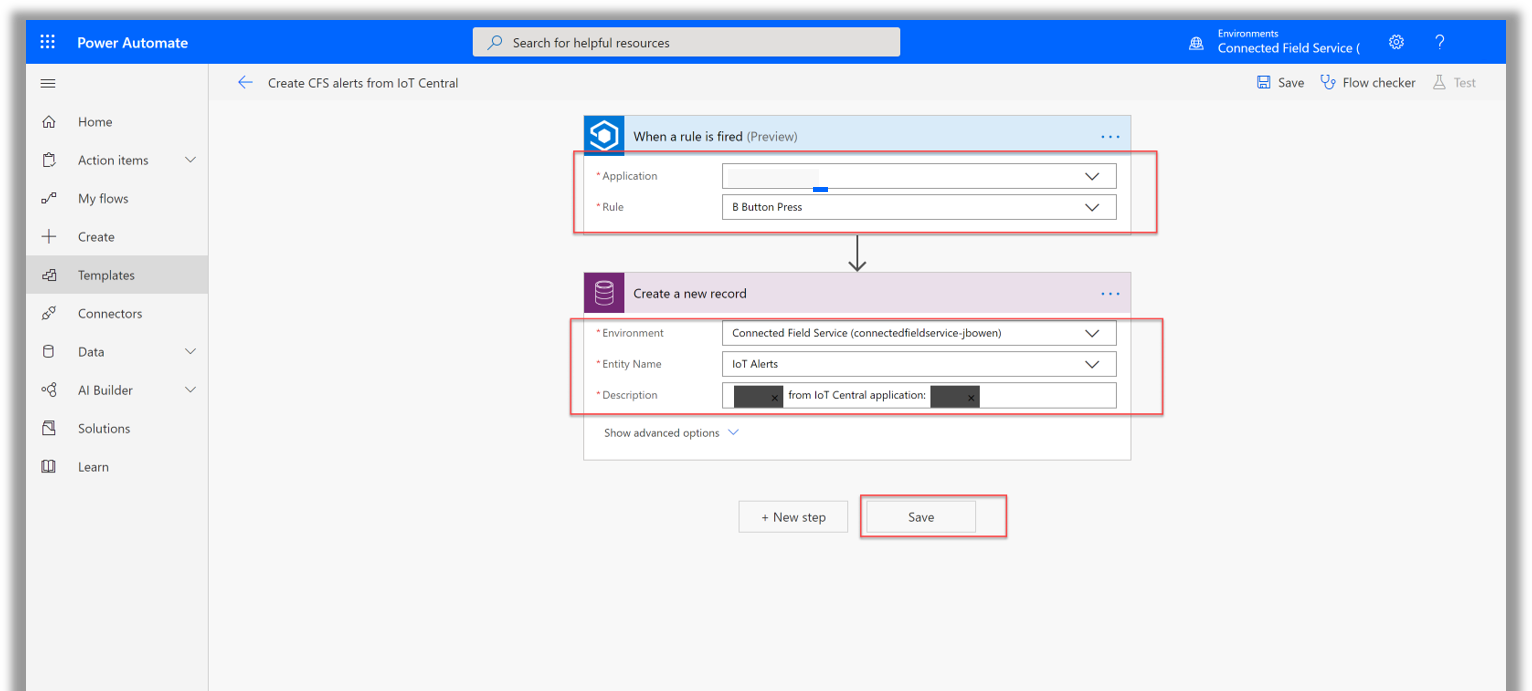 Power Automate
Search for helpful resources
Environments
Connected Field Service (
?
Create CFS alerts from IoT Central
Save
Flow checker
Test
Home
Action items
My flows
Create
Templates
Connectors
Data
AI Builder
Solutions
Learn
When a rule is fired (Preview)
* Application
* Rule
B Button Press
Create a new record
* Environment
Connected Field Service (connectedfieldservice-jbowen)
* Entity Name
IoT Alerts
* Description
× from IoT Central application: ×
Show advanced options
+ New step
Save